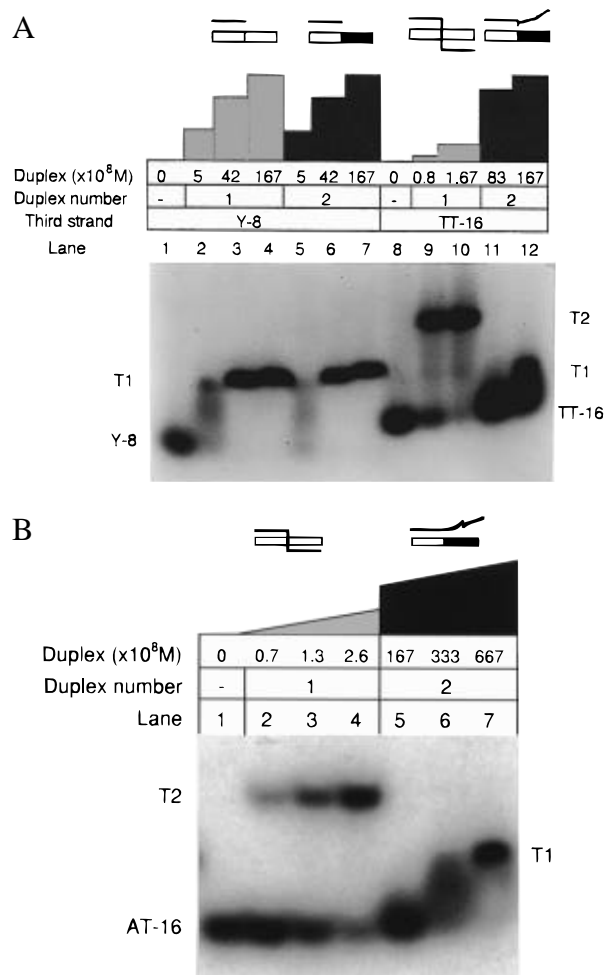 A
Duplex (x10⁸M) 0 5 42 167 5 42 167 0 0.8 1.67 83 167
Duplex number - 1 2 - 1 2
Third strand Y-8 TT-16
Lane 1 2 3 4 5 6 7 8 9 10 11 12
T2
T1 T1
TT-16
Y-8
B
Duplex (x10⁸M) 0 0.7 1.3 2.6 167 333 667
Duplex number - 1 2
Lane 1 2 3 4 5 6 7
T2
T1
AT-16